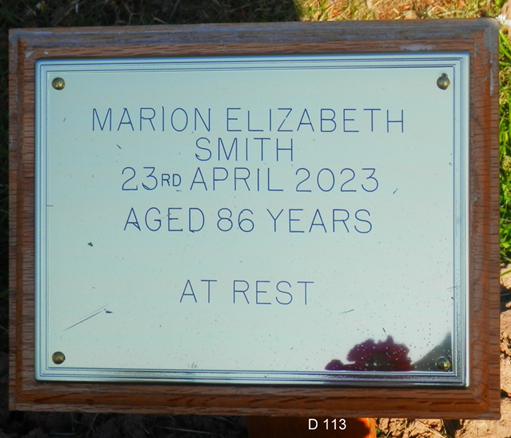 MARION ELIZABETH
SMITH
23RD APRIL 2023
AGED 86 YEARS
AT REST
D 113